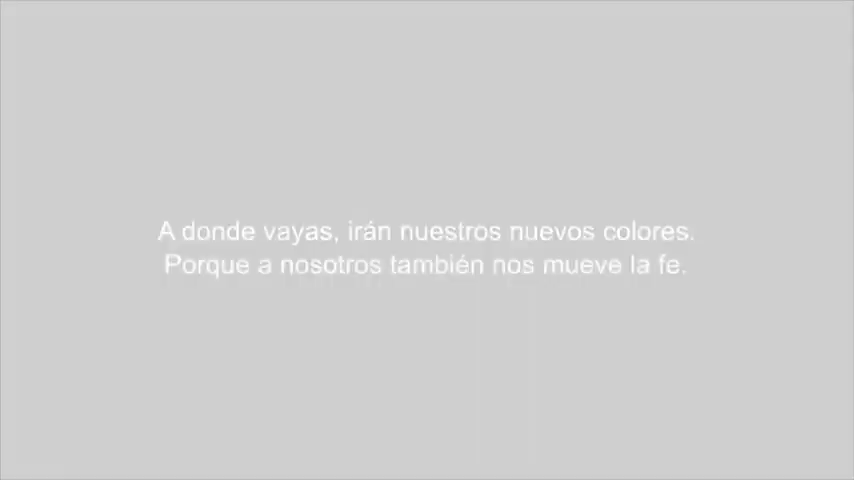 A donde vayas, irán nuestros nuevos colores.
Porque a nosotros también nos mueve la fe.